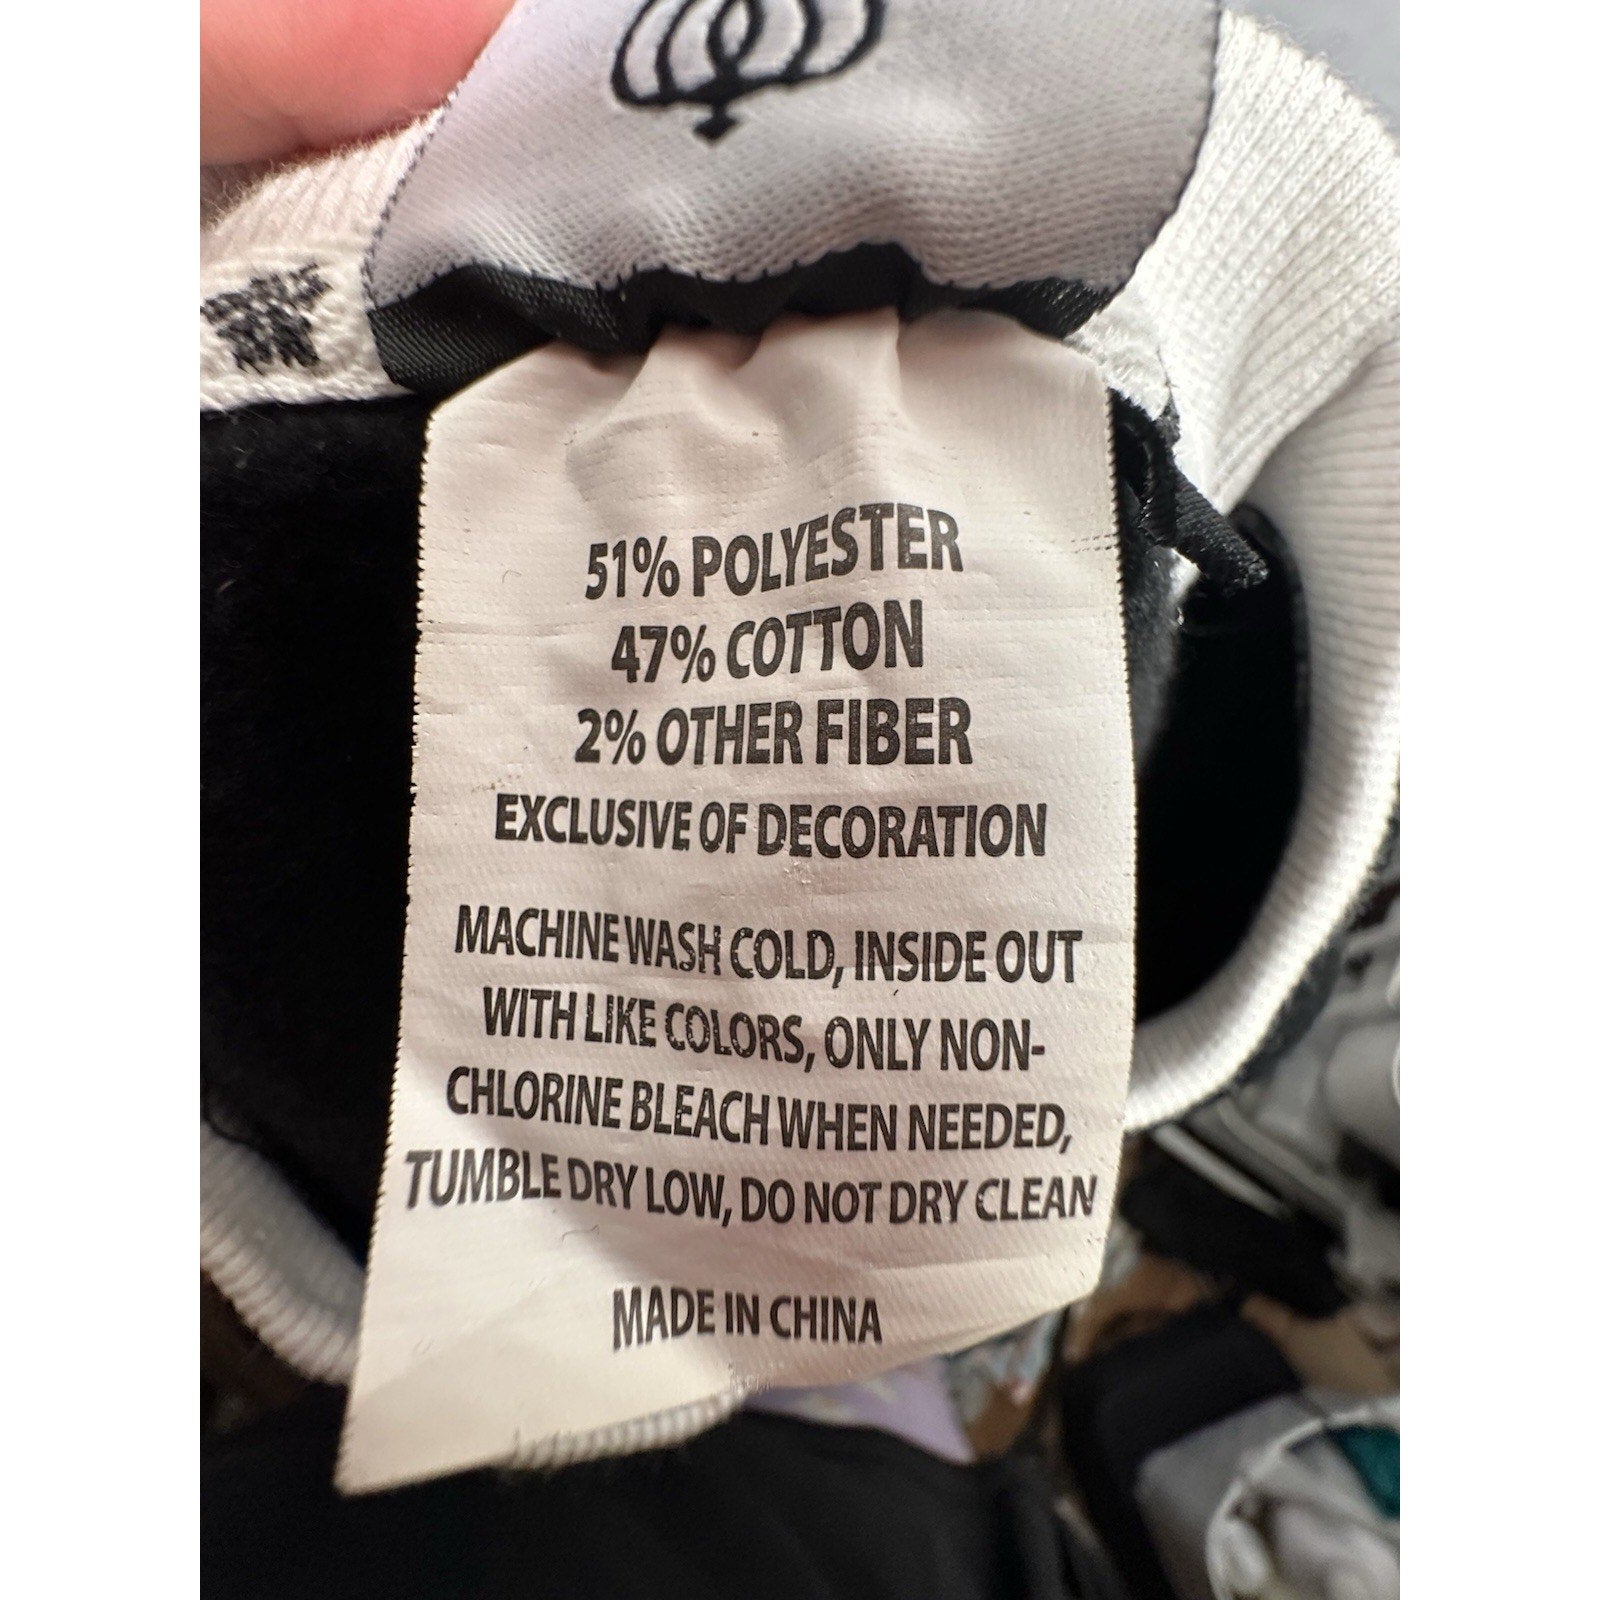 51% POLYESTER
47% COTTON
2% OTHER FIBER
EXCLUSIVE OF DECORATION
MACHINE WASH COLD, INSIDE OUT
WITH LIKE COLORS, ONLY NON-
CHLORINE BLEACH WHEN NEEDED,
TUMBLE DRY LOW, DO NOT DRY CLEAN
MADE IN CHINA